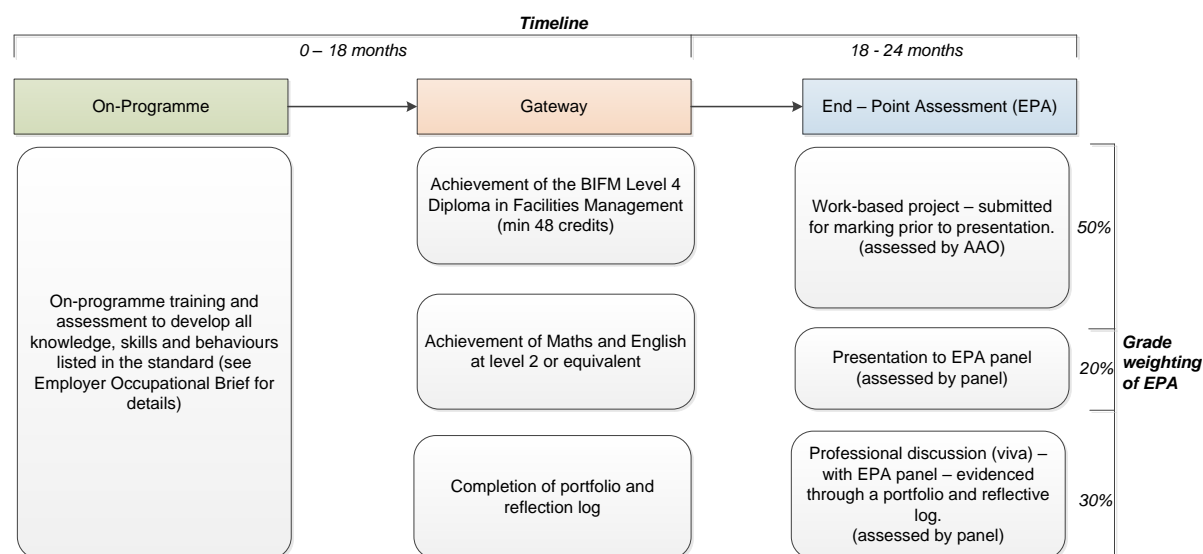 Timeline
0 – 18 months
18 - 24 months
On-Programme
Gateway
End – Point Assessment (EPA)
On-programme training and
assessment to develop all
knowledge, skills and behaviours
listed in the standard (see
Employer Occupational Brief for
details)
Achievement of the BIFM Level 4
Diploma in Facilities Management
(min 48 credits)
Achievement of Maths and English
at level 2 or equivalent
Completion of portfolio and
reflection log
Work-based project – submitted
for marking prior to presentation.
(assessed by AAO)
50%
Presentation to EPA panel
(assessed by panel)
20%
Professional discussion (viva) –
with EPA panel – evidenced
through a portfolio and reflective
log.
(assessed by panel)
30%
Grade
weighting
of EPA